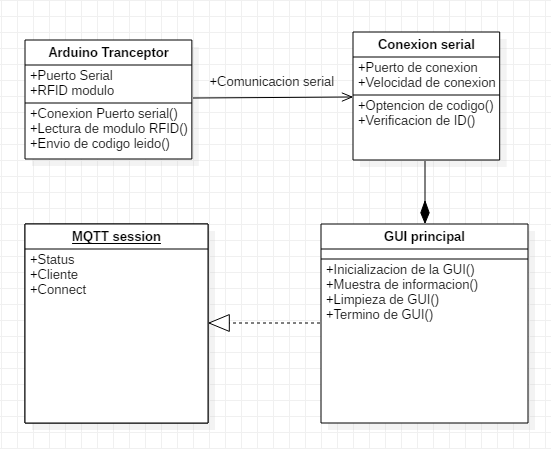 Arduino Tranceptor
+Puerto Serial
+RFID modulo
+Conexion Puerto serial()
+Lectura de modulo RFID()
+Envio de codigo leido()
+Comunicacion serial
Conexion serial
+Puerto de conexion
+Velocidad de conexion
+Optencion de codigo()
+Verificacion de ID()
MQTT session
+Status
+Cliente
+Connect
GUI principal
+Inicializacion de la GUI()
+Muestra de informacion()
+Limpieza de GUI()
+Termino de GUI()